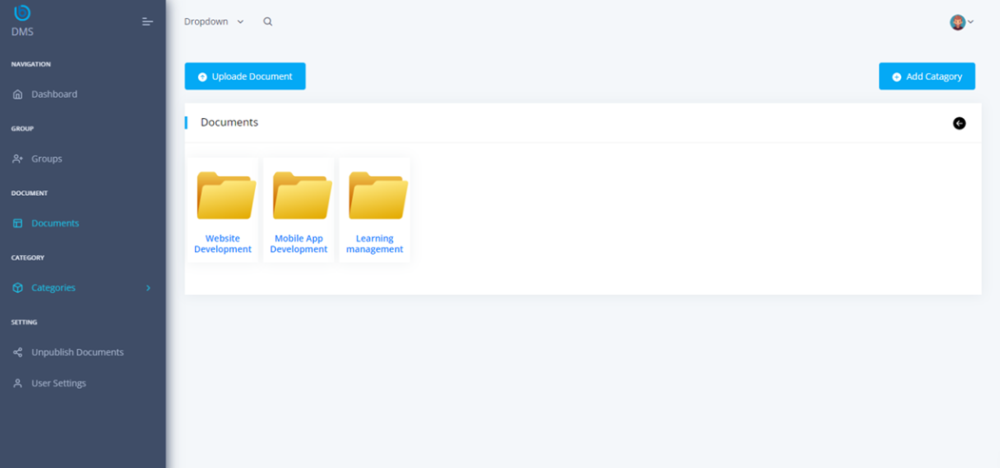 DMS
NAVIGATION
Dashboard
GROUP
Groups
DOCUMENT
Documents
CATEGORY
Categories
SETTING
Unpublish Documents
User Settings
Dropdown
Uploade Document
Add Catagory
Documents
Website
Development
Mobile App
Development
Learning
management